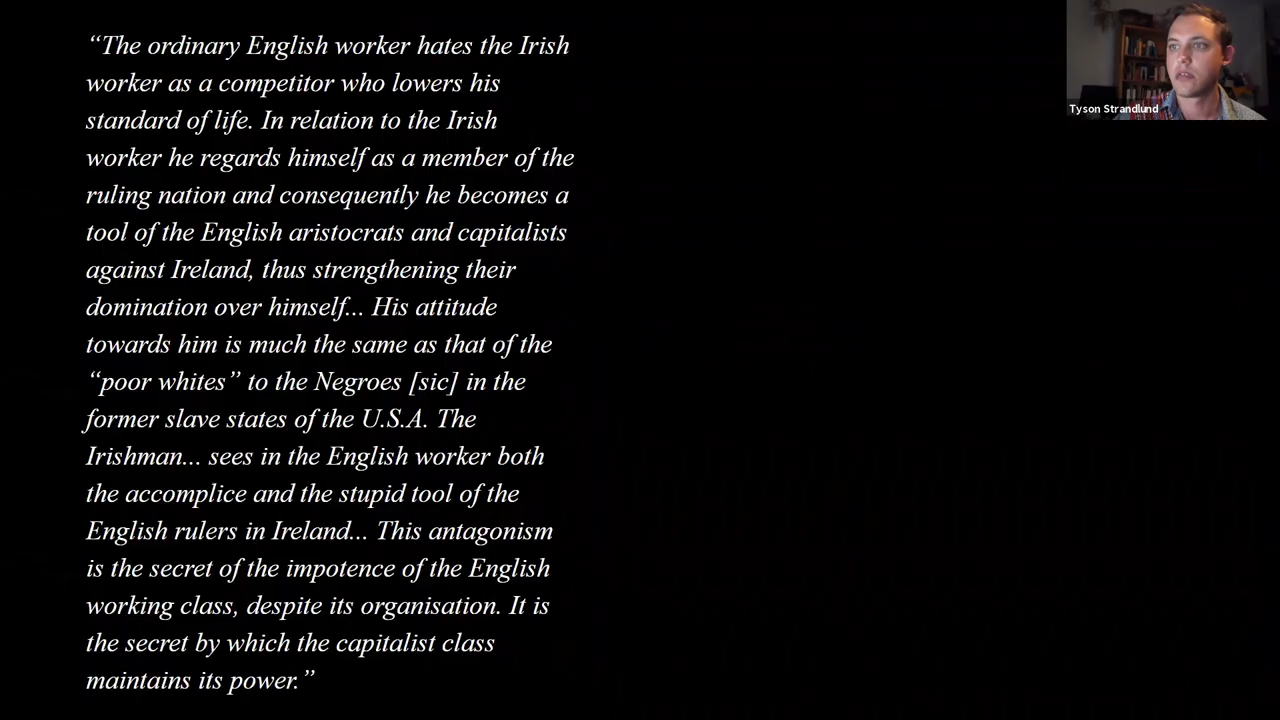 “The ordinary English worker hates the Irish
worker as a competitor who lowers his
standard of life. In relation to the Irish
worker he regards himself as a member of the
ruling nation and consequently he becomes a
tool of the English aristocrats and capitalists
against Ireland, thus strengthening their
domination over himself... His attitude
towards him is much the same as that of the
“poor whites” to the Negroes [sic] in the
former slave states of the U.S.A. The
Irishman... sees in the English worker both
the accomplice and the stupid tool of the
English rulers in Ireland... This antagonism
is the secret of the impotence of the English
working class, despite its organisation. It is
the secret by which the capitalist class
maintains its power.”
Tyson Strandlund